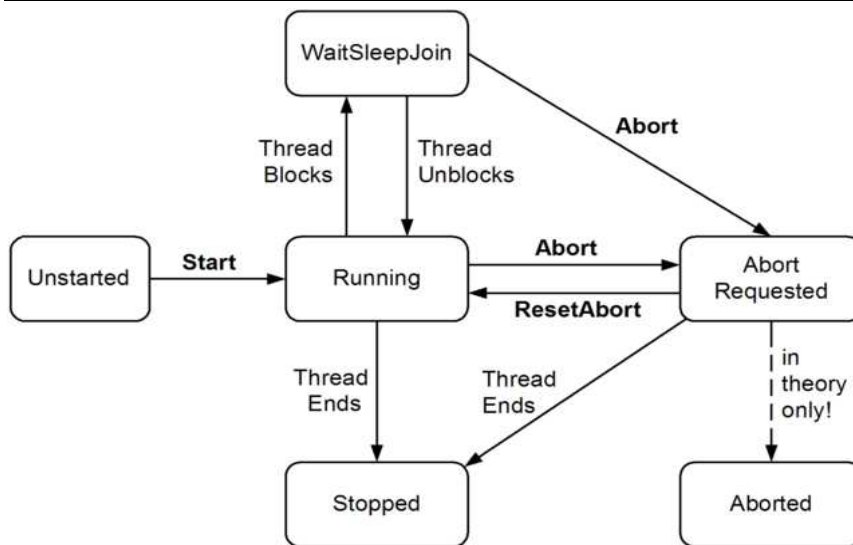 WaitSleepJoin
Abort
Thread
Blocks
Thread
Unblocks
Unstarted
Start
Running
Abort
ResetAbort
Abort
Requested
Thread
Ends
Thread
Ends
in
theory
only!
Stopped
Aborted